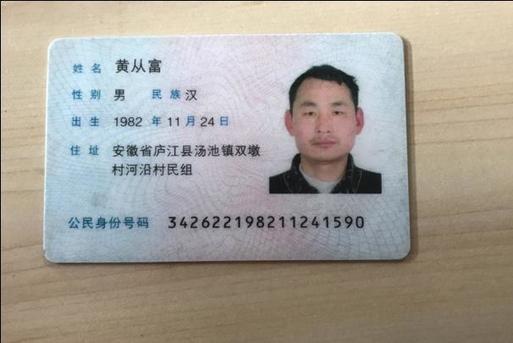 姓名 黄从富
性别 男 民族 汉
出生 1982 年 11 月 24 日
住址 安徽省庐江县汤池镇双墩
村河沿村民组
公民身份号码 342622198211241590